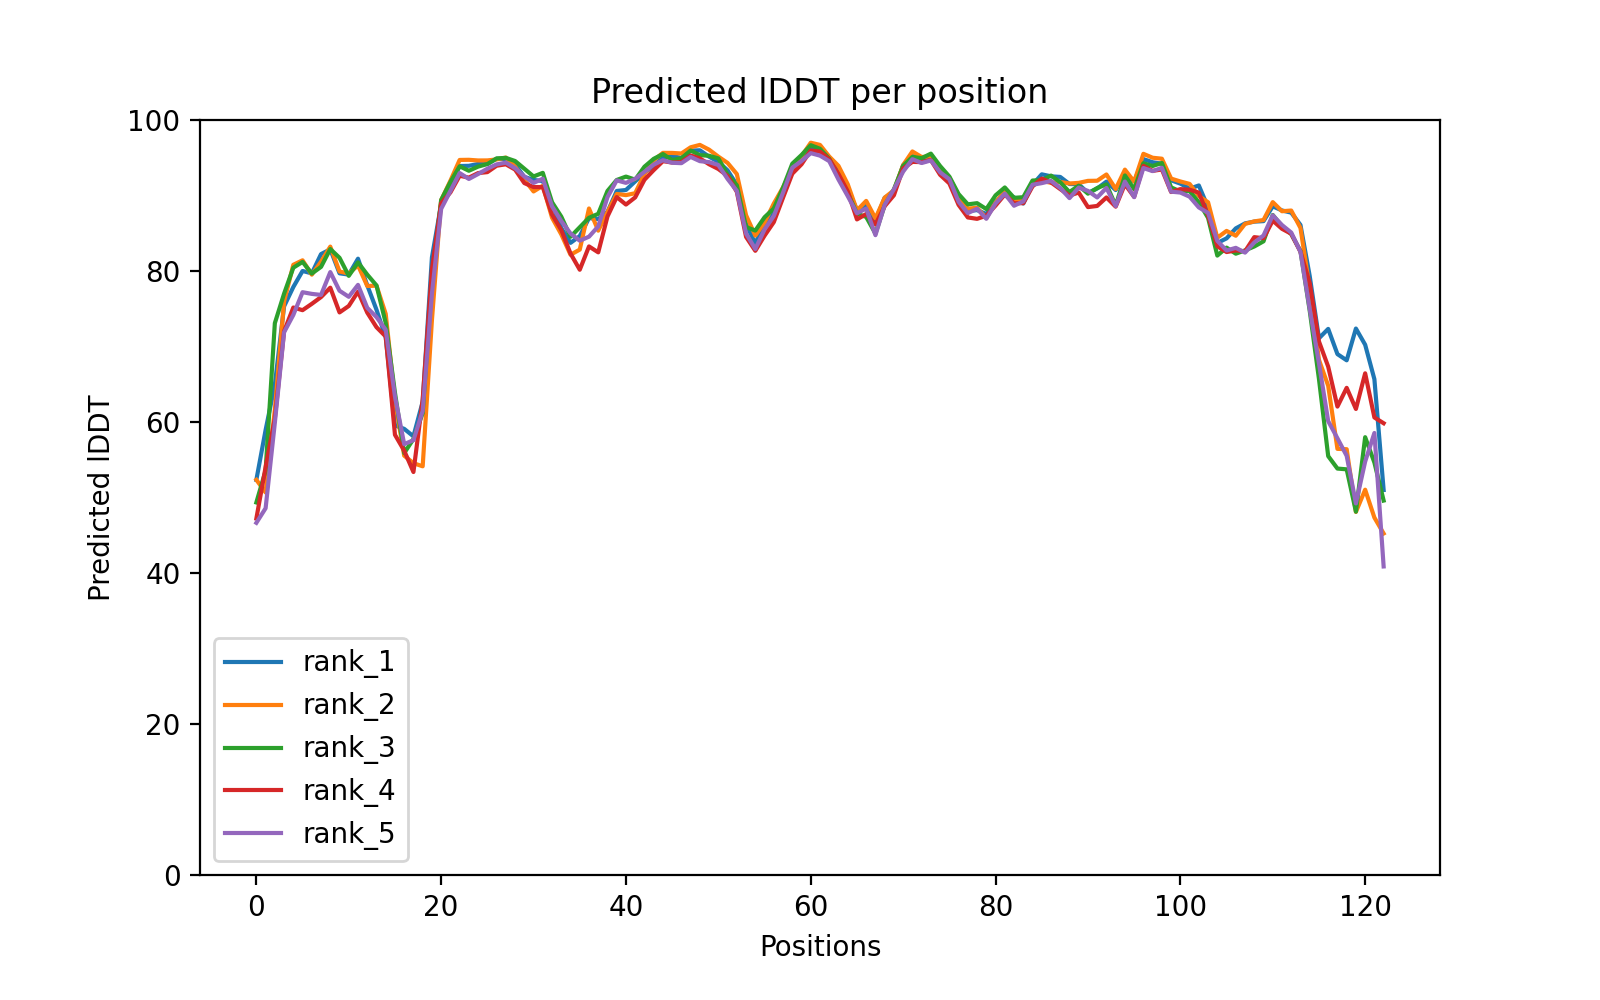 Predicted lDDT per position
100
80
60
40
20
0
Predicted lDDT
rank_1
rank_2
rank_3
rank_4
rank_5
0 20 40 60 80 100 120
Positions